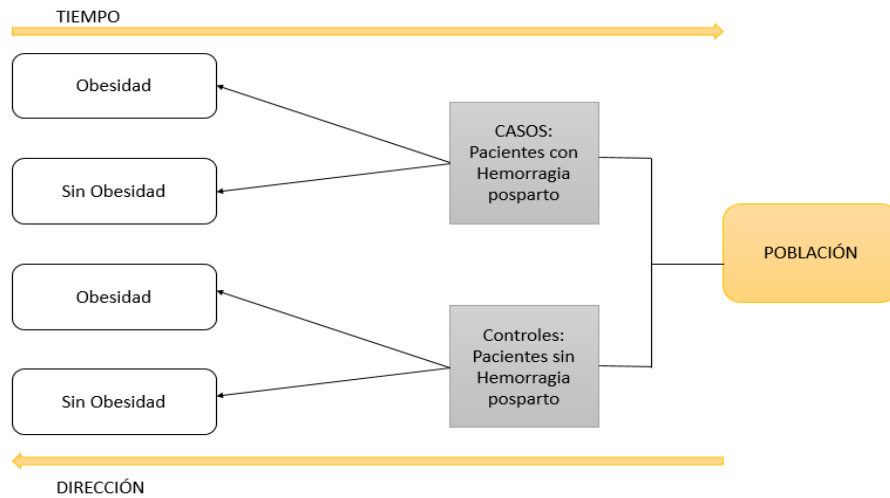 TIEMPO
Obesidad
Sin Obesidad
CASOS:
Pacientes con
Hemorragia
posparto
POBLACIÓN
Obesidad
Sin Obesidad
Controles:
Pacientes sin
Hemorragia
posparto
DIRECCIÓN